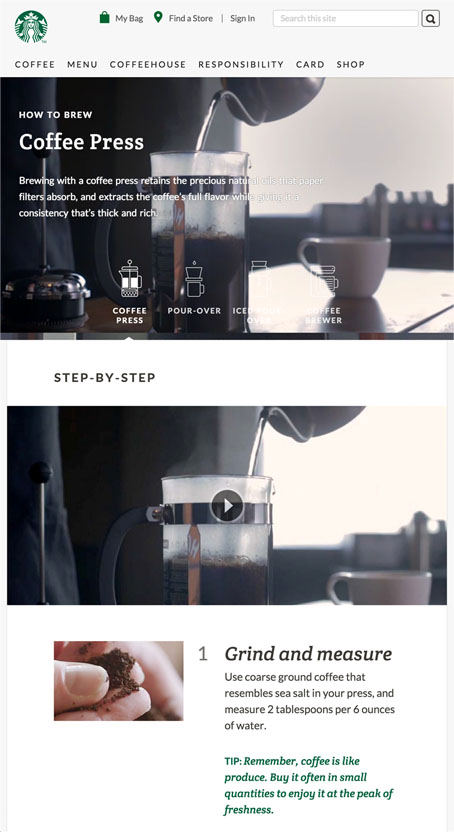 My Bag
Find a Store
|
Sign In
Search this site
COFFEE MENU COFFEEHOUSE RESPONSIBILITY CARD SHOP
HOW TO BREW
Coffee Press
Brewing with a coffee press retains the precious natural oils that paper
filters absorb, and extracts the coffee's full flavor while giving it a
consistency that's thick and rich.
COFFEE
PRESS
POUR-OVER
ICED POUR-
OVER
COFFEE
BREWER
STEP-BY-STEP
1
Grind and measure
Use coarse ground coffee that
resembles sea salt in your press, and
measure 2 tablespoons per 6 ounces
of water.
TIP: Remember, coffee is like
produce. Buy it often in small
quantities to enjoy it at the peak of
freshness.